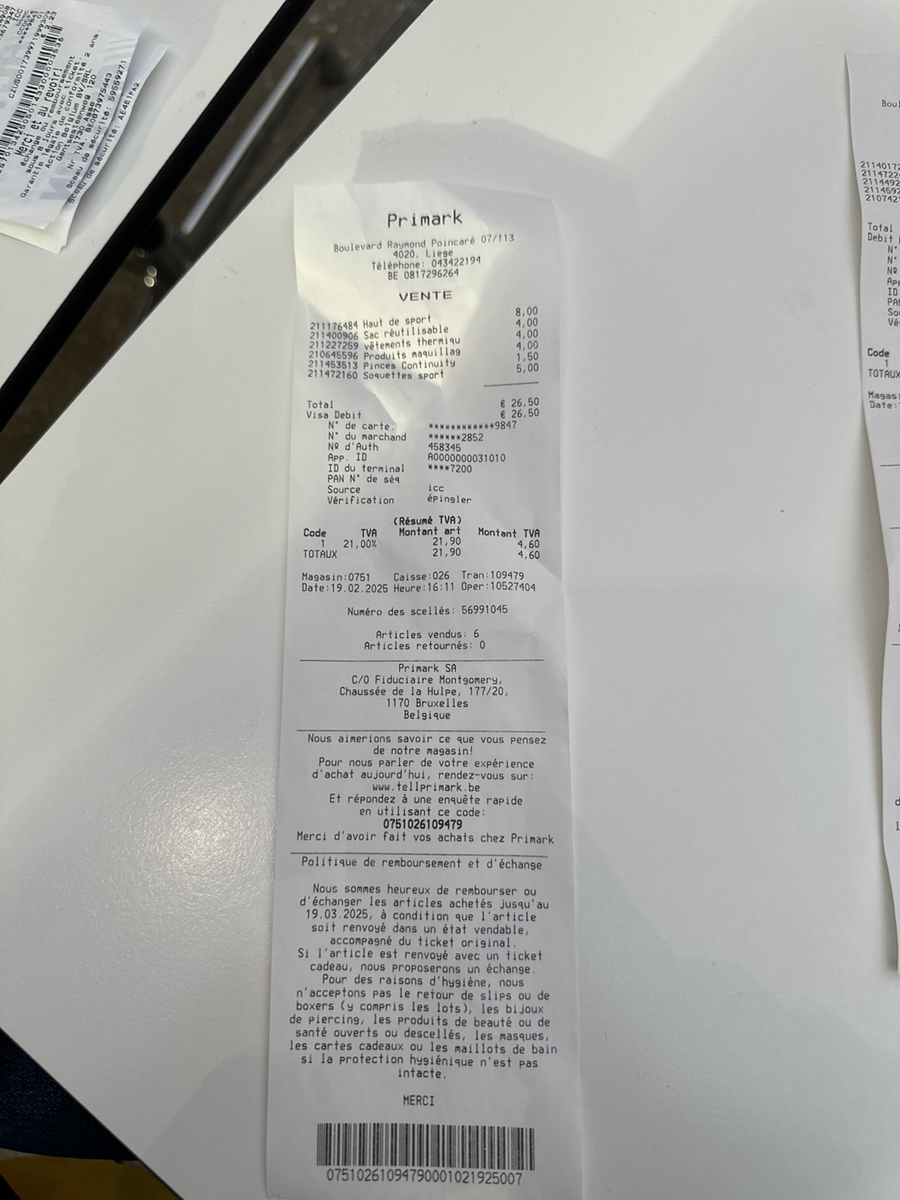 Merci et au revoir!
Primark
Boulevard Raymond Poincaré 07/113
4020, Liege
Téléphone: 043422194
BE 0817296264
VENTE
211176484 Haut de sport 8,00
211400906 Sac réutilisable 4,00
211227259 vêtements thermiqu 4,00
210645596 Produits maquillag 4,00
211453513 Pinces Continuity 1,50
211472160 Soquettes sport 5,00
Total € 26,50
Visa Debit € 26,50
N° de carte. ************9847
N° du marchand ******2852
Nº d'Auth 458345
App. ID A0000000031010
ID du terminal ****7200
PAN N° de séq
Source icc
Vérification épingler
(Résumé TVA)
Code TVA Montant art Montant TVA
1 21,00% 21,90 4,60
TOTAUX 21,90 4,60
Magasin:0751 Caisse:026 Tran:109479
Date:19.02.2025 Heure:16:11 Oper:10527404
Numéro des scellés: 56991045
Articles vendus: 6
Articles retournés: 0
Primark SA
C/O Fiduciaire Montgomery,
Chaussée de la Hulpe, 177/20,
1170 Bruxelles
Belgique
Nous aimerions savoir ce que vous pensez
de notre magasin!
Pour nous parler de votre expérience
d'achat aujourd'hui, rendez-vous sur:
www.tellprimark.be
Et répondez à une enquête rapide
en utilisant ce code:
0751026109479
Merci d'avoir fait vos achats chez Primark
Politique de remboursement et d'échange
Nous sommes heureux de rembourser ou
d'échanger les articles achetés jusqu'au
19.03.2025, à condition que l'article
soit renvoyé dans un état vendable,
accompagné du ticket original.
Si l'article est renvoyé avec un ticket
cadeau, nous proposerons un échange.
Pour des raisons d'hygiène, nous
n'acceptons pas le retour de slips ou de
boxers (y compris les lots), les bijoux
de piercing, les produits de beauté ou de
santé ouverts ou descellés, les masques,
les cartes cadeaux ou les maillots de bain
si la protection hygiénique n'est pas
intacte.
MERCI
07510261094790001021925007
Total
Debit
Code
1
TOTAUX
Magas
Date: